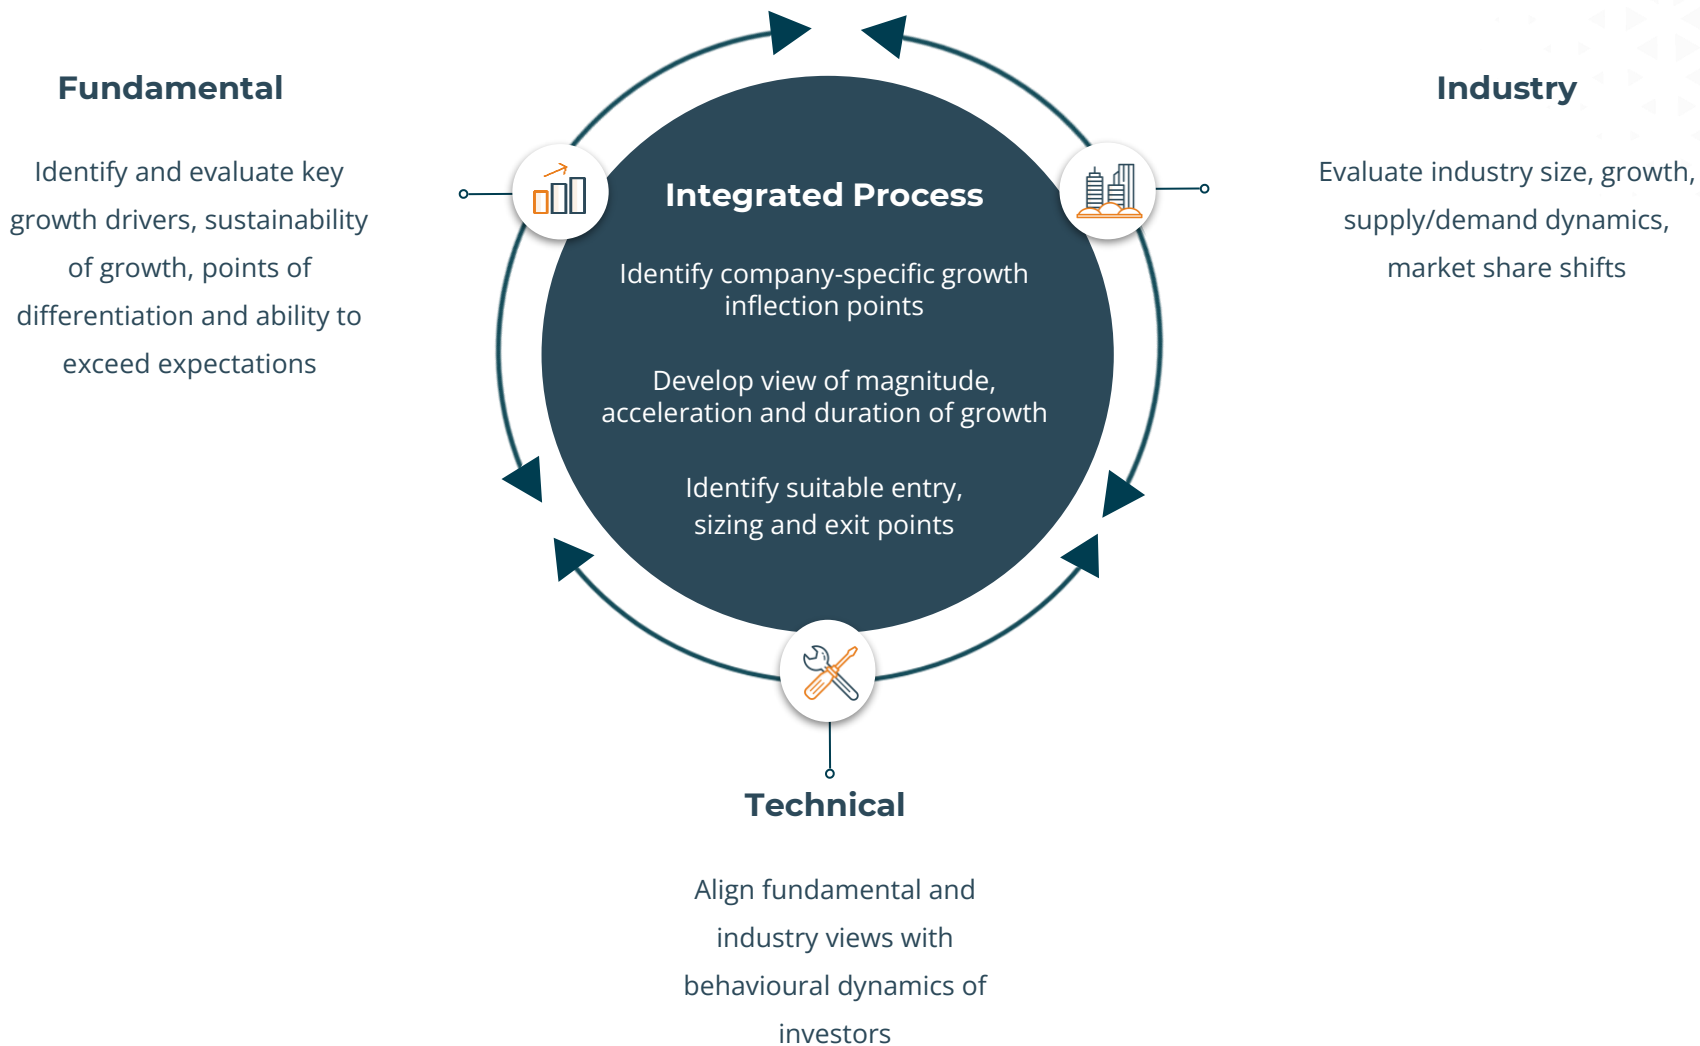 Fundamental
Identify and evaluate key
growth drivers, sustainability
of growth, points of
differentiation and ability to
exceed expectations
Integrated Process
Identify company-specific growth
inflection points
Develop view of magnitude,
acceleration and duration of growth
Identify suitable entry,
sizing and exit points
Industry
Evaluate industry size, growth,
supply/demand dynamics,
market share shifts
Technical
Align fundamental and
industry views with
behavioural dynamics of
investors